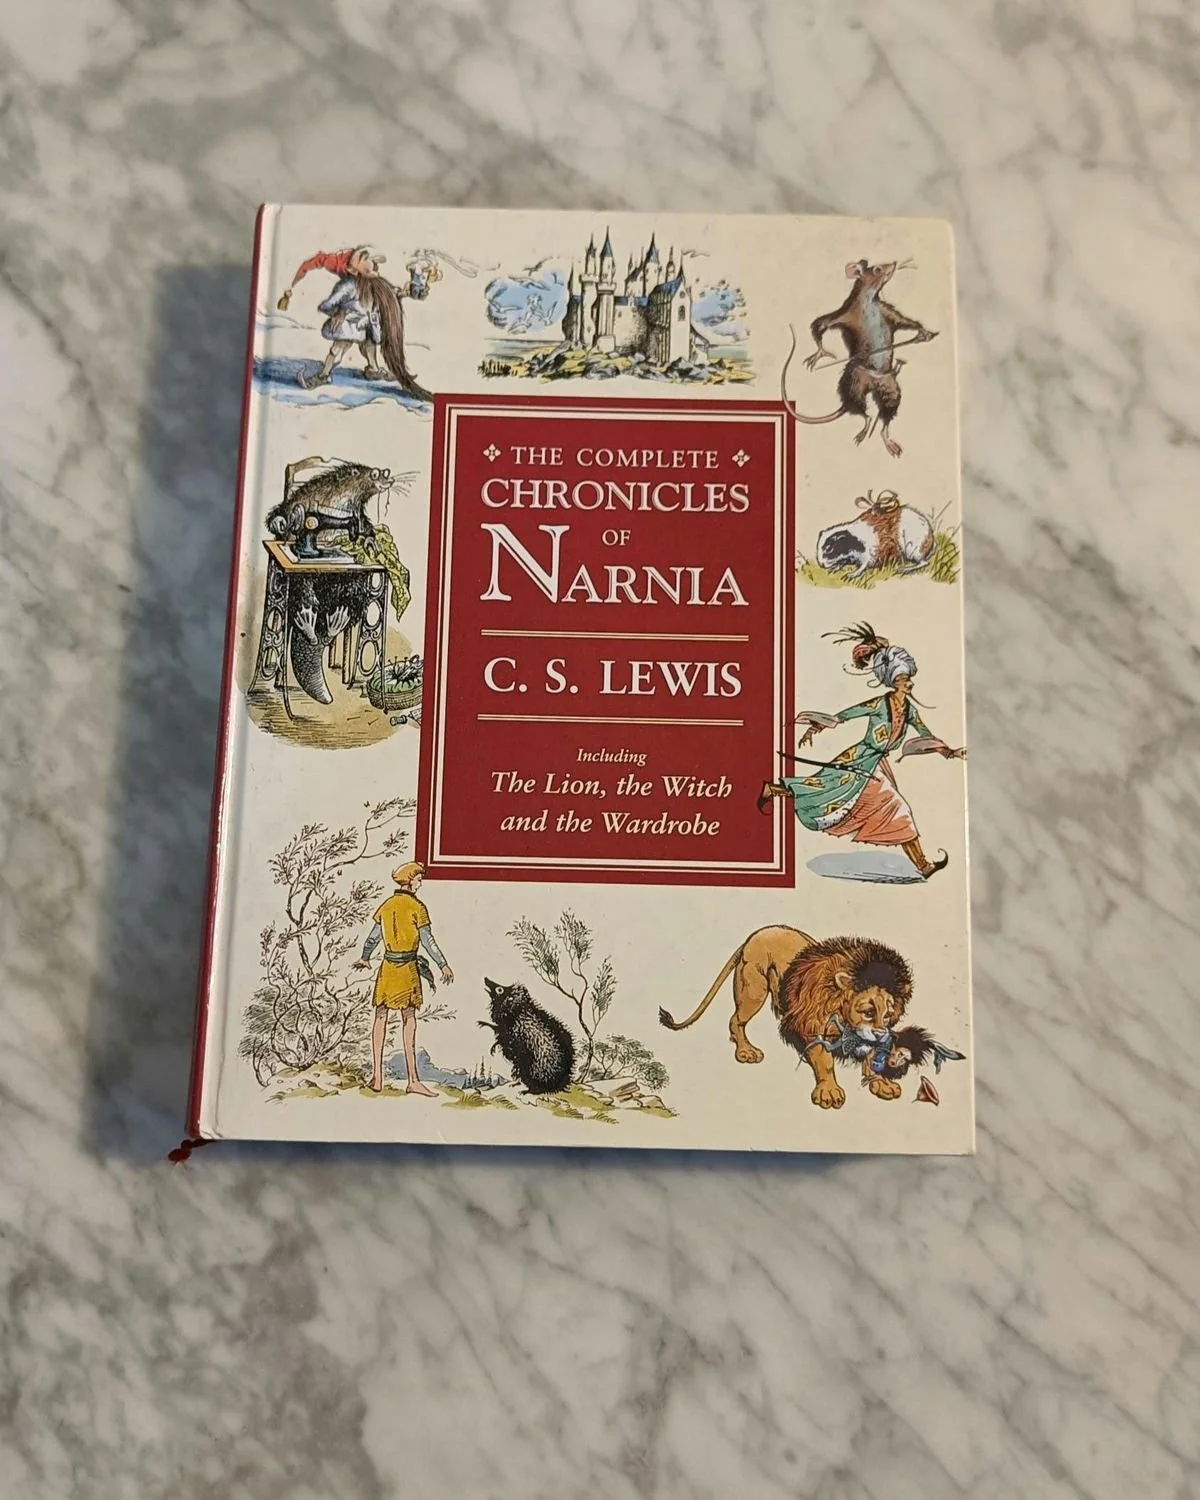 THE COMPLETE
CHRONICLES
OF
NARNIA
C. S. LEWIS
Including
The Lion, the Witch
and the Wardrobe